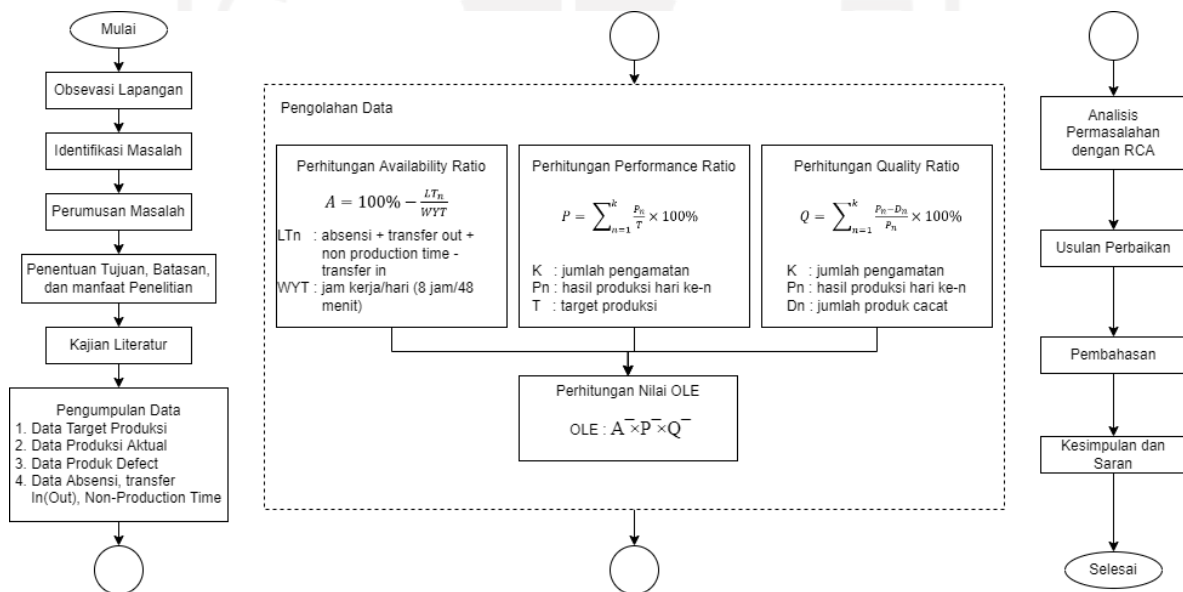 Mulai
Obsevasi Lapangan
Identifikasi Masalah
Perumusan Masalah
Penentuan Tujuan, Batasan,
dan manfaat Penelitian
Kajian Literatur
Pengumpulan Data
1. Data Target Produksi
2. Data Produksi Aktual
3. Data Produk Defect
4. Data Absensi, transfer
In(Out), Non-Production Time
Pengolahan Data
Perhitungan Availability Ratio
A = 100% − LTn/WYT
LTn : absensi + transfer out +
non production time -
transfer in
WYT : jam kerja/hari (8 jam/48
menit)
Perhitungan Performance Ratio
P = ∑_{n=1}^{k} Pn/T × 100%
K : jumlah pengamatan
Pn : hasil produksi hari ke-n
T : target produksi
Perhitungan Quality Ratio
Q = ∑_{n=1}^{k} Pn−Dn/Pn × 100%
K : jumlah pengamatan
Pn : hasil produksi hari ke-n
Dn : jumlah produk cacat
Perhitungan Nilai OLE
OLE : A¯×P¯×Q¯
Analisis
Permasalahan
dengan RCA
Usulan Perbaikan
Pembahasan
Kesimpulan dan
Saran
Selesai